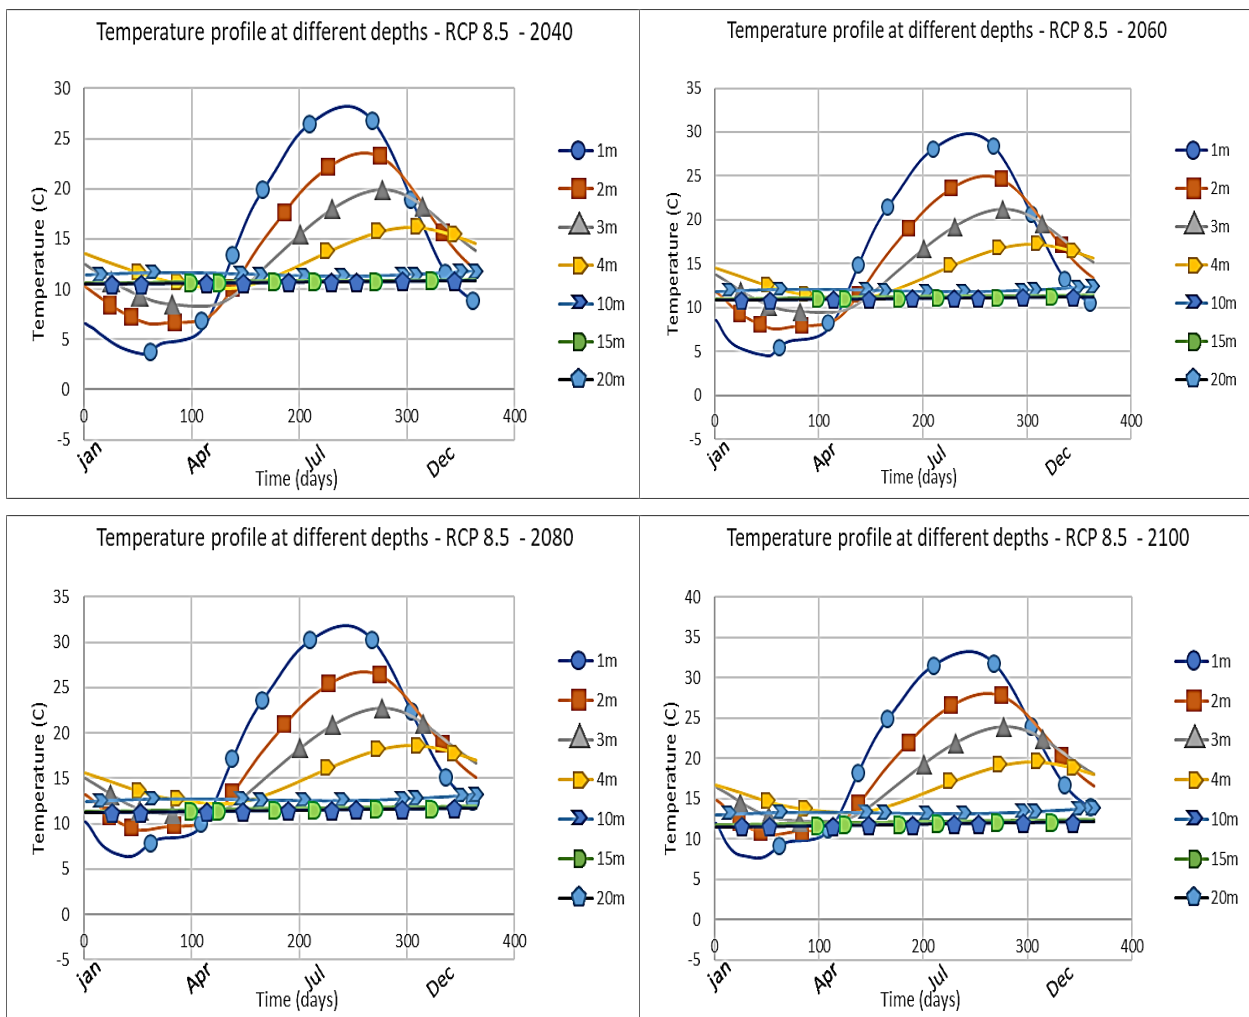 Temperature profile at different depths - RCP 8.5 - 2040
30
25
20
15
10
5
0
-5
0 100 200 300 400
Jan Apr Jul Dec
Temperature (C)
Time (days)
1m
2m
3m
4m
10m
15m
20m
Temperature profile at different depths - RCP 8.5 - 2060
35
30
25
20
15
10
5
0
-5
0 100 200 300 400
Jan Apr Jul Dec
Temperature (C)
Time (days)
1m
2m
3m
4m
10m
15m
20m
Temperature profile at different depths - RCP 8.5 - 2080
35
30
25
20
15
10
5
0
-5
0 100 200 300 400
Jan Apr Jul Dec
Temperature (C)
Time (days)
1m
2m
3m
4m
10m
15m
20m
Temperature profile at different depths - RCP 8.5 - 2100
40
35
30
25
20
15
10
5
0
-5
0 100 200 300 400
Jan Apr Jul Dec
Temperature (C)
Time (days)
1m
2m
3m
4m
10m
15m
20m